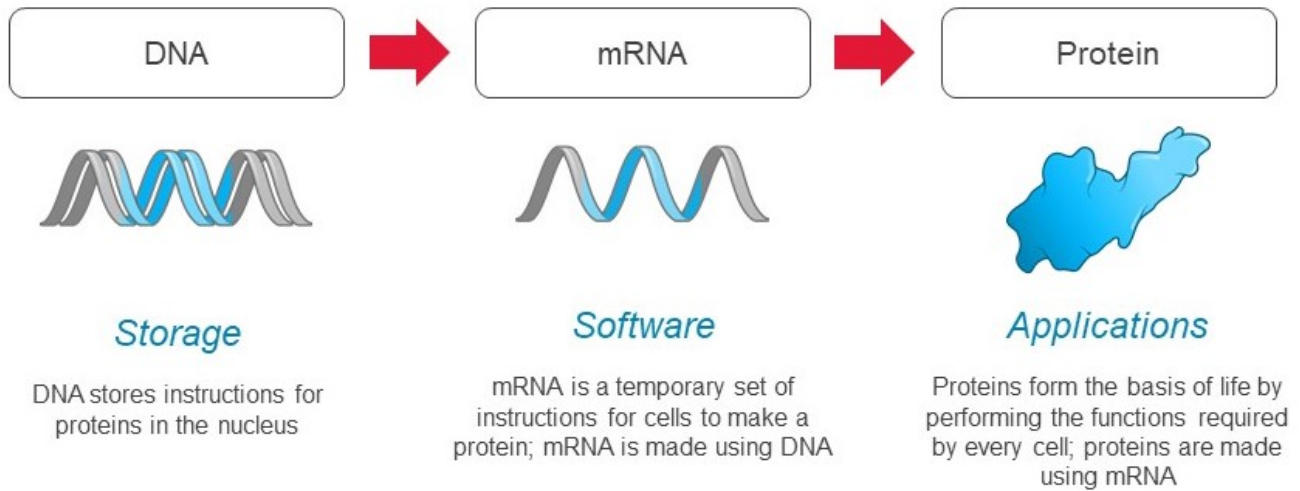 DNA
mRNA
Protein
Storage
Software
Applications
DNA stores instructions for
proteins in the nucleus
mRNA is a temporary set of
instructions for cells to make a
protein; mRNA is made using DNA
Proteins form the basis of life by
performing the functions required
by every cell; proteins are made
using mRNA